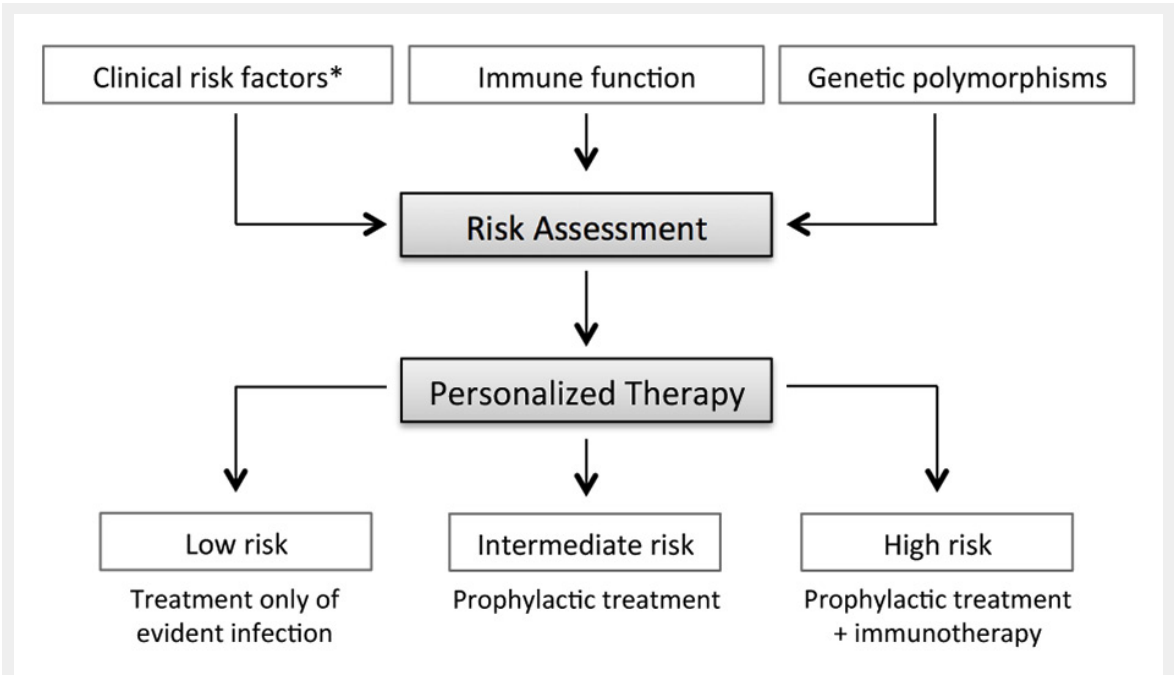 Clinical risk factors*
Immune function
Genetic polymorphisms
Risk Assessment
Personalized Therapy
Low risk
Treatment only of
evident infection
Intermediate risk
Prophylactic treatment
High risk
Prophylactic treatment
+ immunotherapy